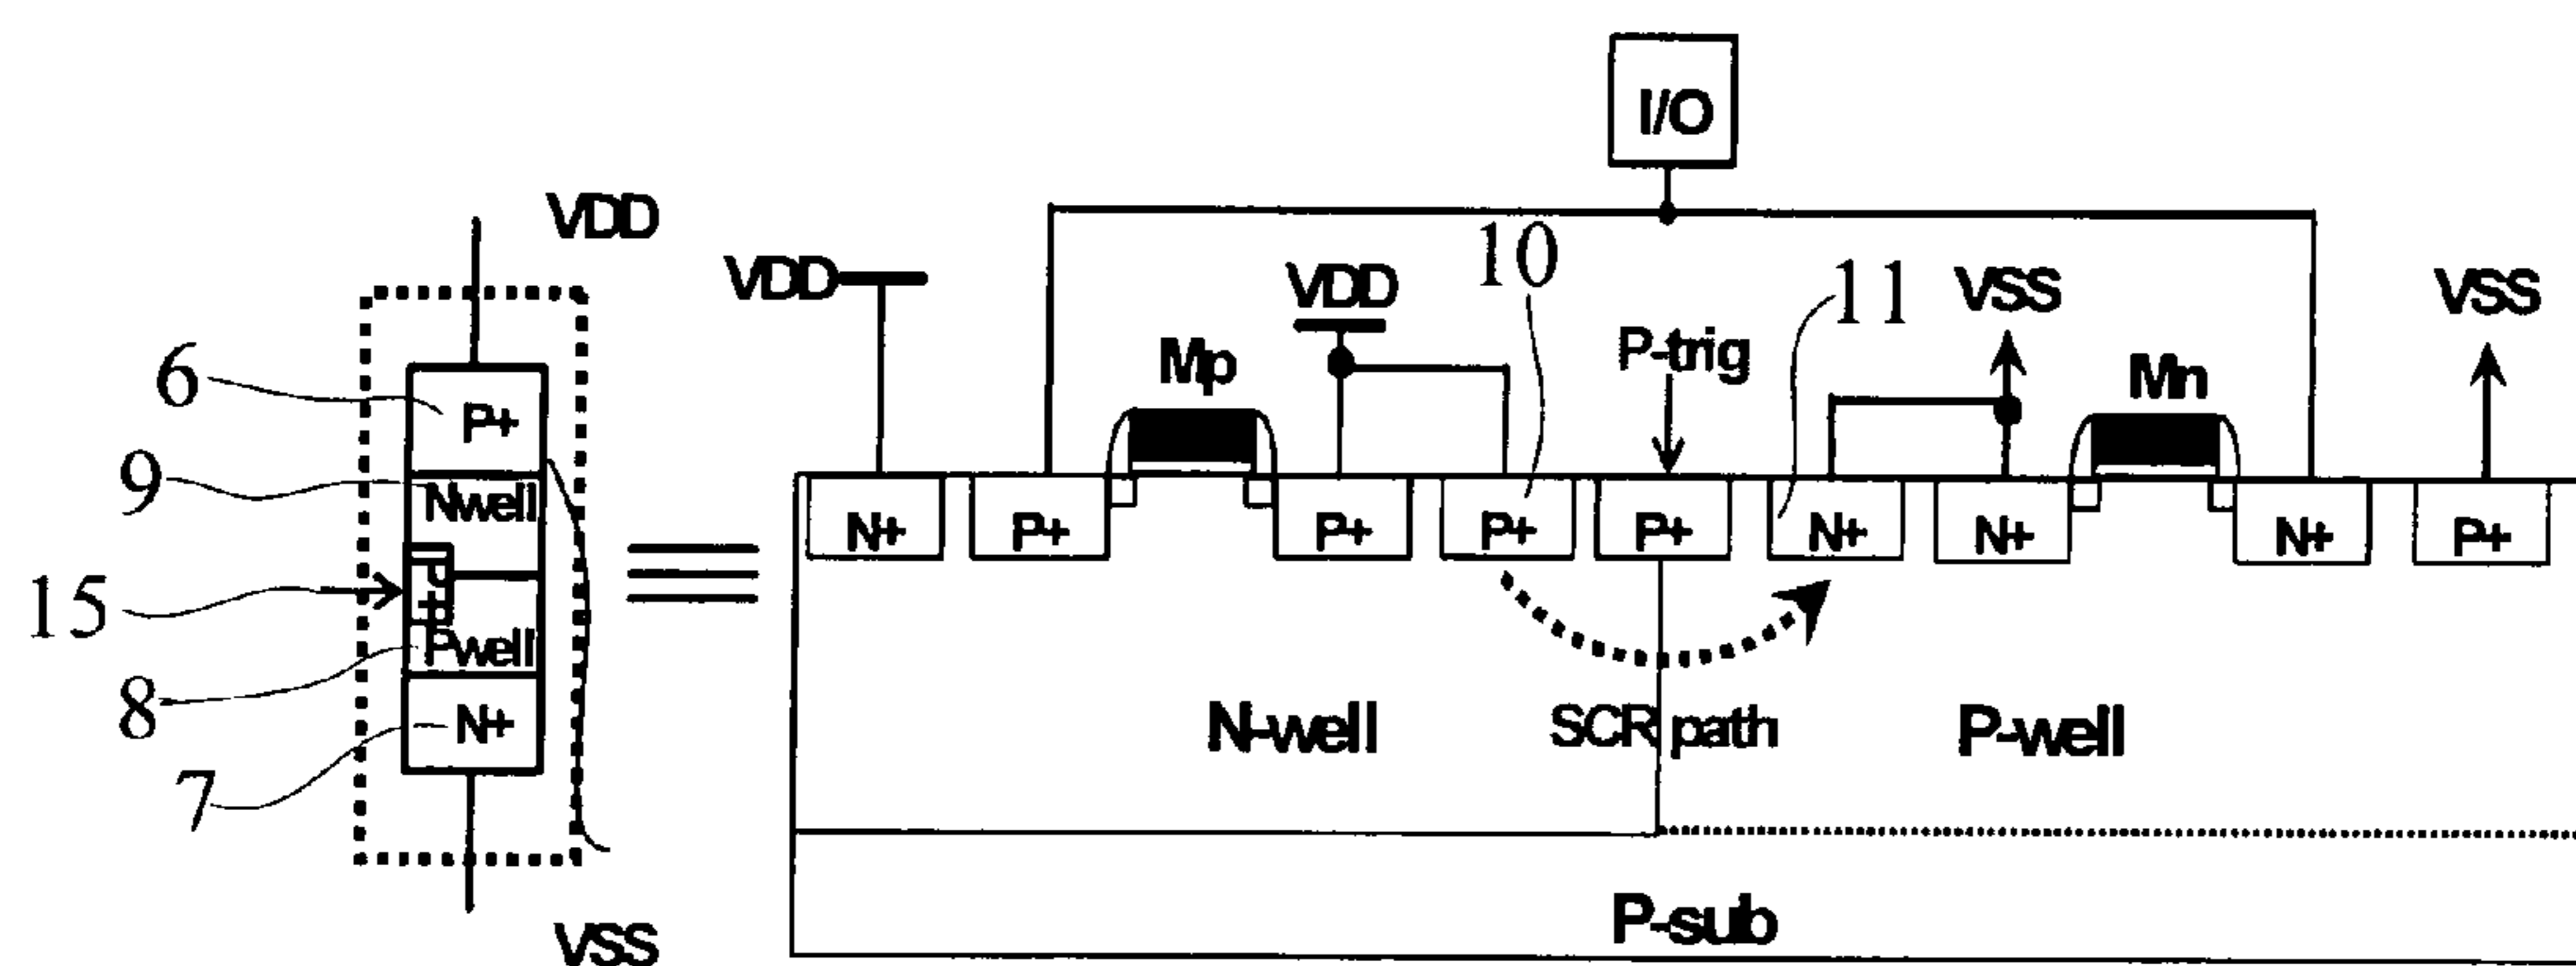 I/O
VDD
VDD
VDD
10
11
VSS
VSS
P-trig
Mp
Mn
6
P+
9
Nwell
15
P+
Pwell
8
N+
7
VSS
N+
P+
P+
P+
P+
N+
N+
N+
P+
N-well
SCR path
P-well
P-sub